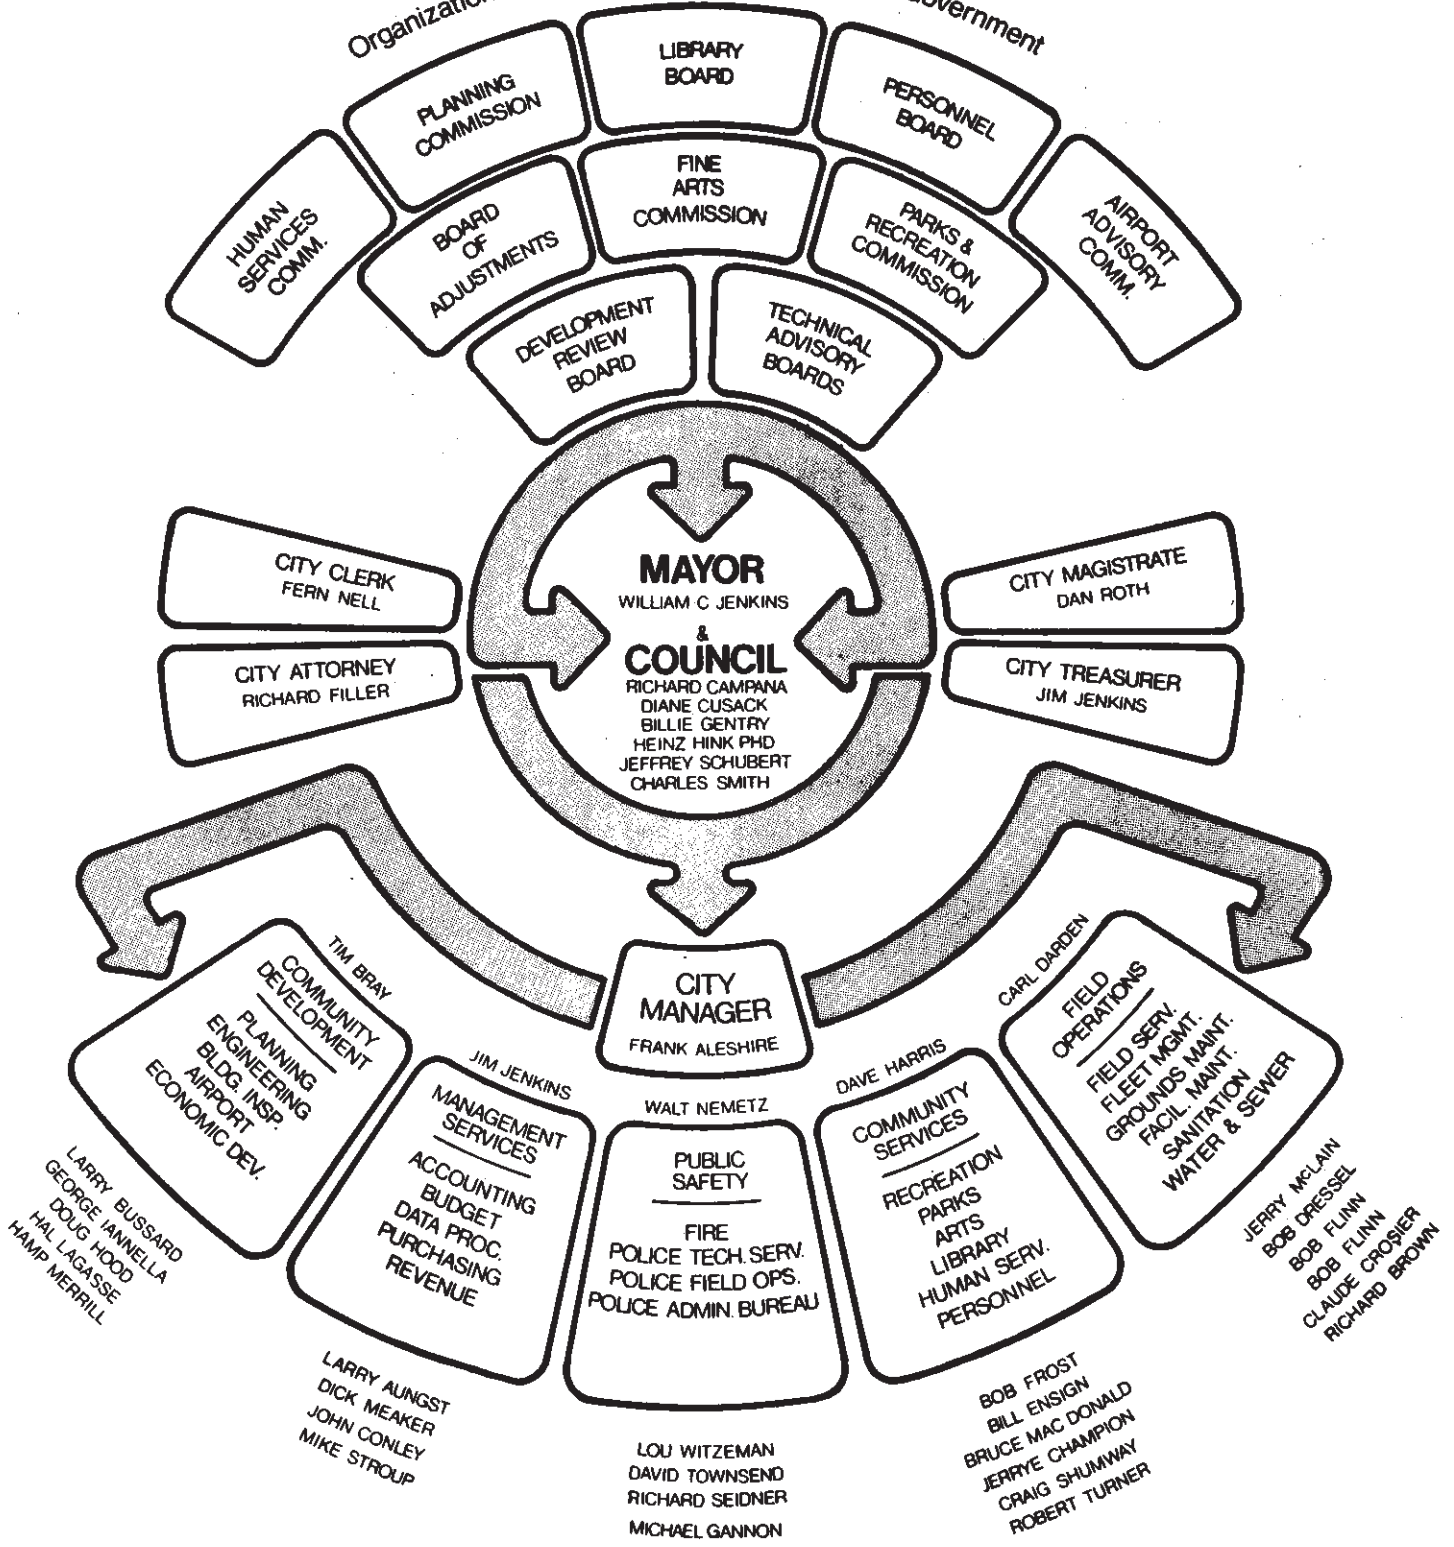 Organization
overnment
LIBRARY
BOARD
PLANNING
COMMISSION
PERSONNEL
BOARD
HUMAN
SERVICES
COMM.
BOARD
OF
ADJUSTMENTS
FINE
ARTS
COMMISSION
PARKS &
RECREATION
COMMISSION
AIRPORT
ADVISORY
COMM.
DEVELOPMENT
REVIEW
BOARD
TECHNICAL
ADVISORY
BOARDS
CITY CLERK
FERN NELL
CITY ATTORNEY
RICHARD FILLER
MAYOR
WILLIAM C JENKINS
&
COUNCIL
RICHARD CAMPANA
DIANE CUSACK
BILLIE GENTRY
HEINZ HINK PHD
JEFFREY SCHUBERT
CHARLES SMITH
CITY MAGISTRATE
DAN ROTH
CITY TREASURER
JIM JENKINS
CITY
MANAGER
FRANK ALESHIRE
TIM BRAY
COMMUNITY
DEVELOPMENT
PLANNING
ENGINEERING
BLDG. INSP.
AIRPORT
ECONOMIC DEV.
LARRY BUSSARD
GEORGE IANNELLA
DOUG HOOD
HAL LAGASSE
HAMP MERRILL
JIM JENKINS
MANAGEMENT
SERVICES
ACCOUNTING
BUDGET
DATA PROC.
PURCHASING
REVENUE
LARRY AUNGST
DICK MEAKER
JOHN CONLEY
MIKE STROUP
WALT NEMETZ
PUBLIC
SAFETY
FIRE
POLICE TECH. SERV.
POLICE FIELD OPS.
POLICE ADMIN. BUREAU
LOU WITZEMAN
DAVID TOWNSEND
RICHARD SEIDNER
MICHAEL GANNON
DAVE HARRIS
COMMUNITY
SERVICES
RECREATION
PARKS
ARTS
LIBRARY
HUMAN SERV.
PERSONNEL
BOB FROST
BILL ENSIGN
BRUCE MAC DONALD
JERRYE CHAMPION
CRAIG SHUMWAY
ROBERT TURNER
CARL DARDEN
FIELD
OPERATIONS
FIELD SERV.
FLEET MGMT.
GROUNDS MAINT.
FACIL. MAINT.
SANITATION
WATER & SEWER
JERRY MCLAIN
BOB DRESSEL
BOB FLINN
BOB FLINN
CLAUDE CROSIER
RICHARD BROWN